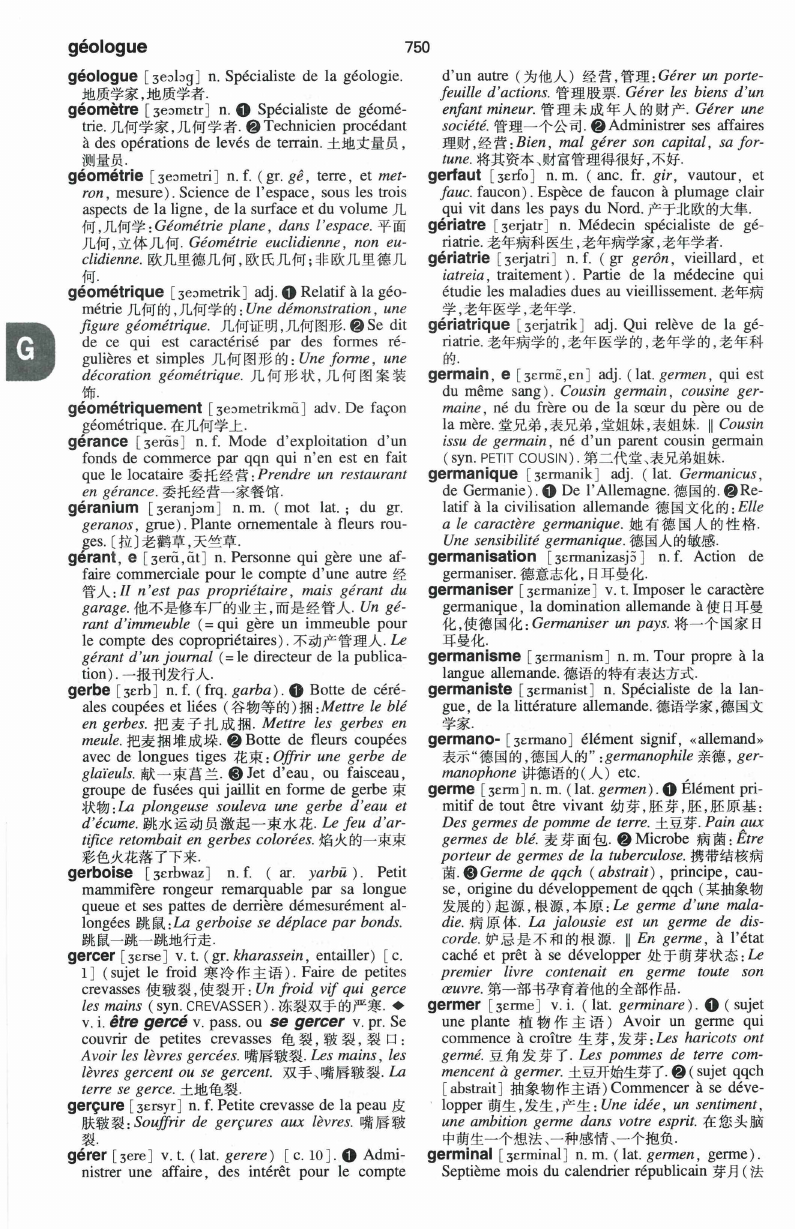 géologue
750
géologue [ʒeɔlɔg] n. Spécialiste de la géologie.
地质学家,地质学者.
géomètre [ʒeɔmɛtr] n. ❶ Spécialiste de géomé-
trie. 几何学家,几何学者. ❷ Technicien procédant
à des opérations de levés de terrain. 土地丈量员,
测量员.
géométrie [ʒeɔmetri] n. f. ( gr. gê, terre, et met-
ron, mesure). Science de l'espace, sous les trois
aspects de la ligne, de la surface et du volume 几
何,几何学:Géométrie plane, dans l'espace. 平面
几何,立体几何. Géométrie euclidienne, non eu-
clidienne. 欧几里德几何,欧氏几何;非欧几里德几
何.
géométrique [ʒeɔmetrik] adj. ❶ Relatif à la géo-
métrie 几何的,几何学的:Une démonstration, une
figure géométrique. 几何证明,几何图形. ❷ Se dit
de ce qui est caractérisé par des formes ré-
gulières et simples 几何图形的: Une forme, une
décoration géométrique. 几何形状,几何图案装
饰.
G
géométriquement [ʒeɔmetrikmɑ̃] adv. De façon
géométrique. 在几何学上.
gérance [ʒerɑ̃s] n. f. Mode d'exploitation d'un
fonds de commerce par qqn qui n'en est en fait
que le locataire 委托经营:Prendre un restaurant
en gérance. 委托经营一家餐馆.
géranium [ʒeranjɔm] n. m. ( mot lat. ; du gr.
geranos, grue). Plante ornementale à fleurs rou-
ges. [拉]老鹳草,天竺草.
gérant, e [ʒerɑ̃,ɑ̃t] n. Personne qui gère une af-
faire commerciale pour le compte d'une autre 经
管人:Il n'est pas propriétaire, mais gérant du
garage. 他不是修车厂的业主,而是经管人. Un gé-
rant d'immeuble (= qui gère un immeuble pour
le compte des copropriétaires). 不动产管理人. Le
gérant d'un journal (= le directeur de la publica-
tion). 一报刊发行人.
gerbe [ʒɛrb] n. f. ( frq. garba). ❶ Botte de céré-
ales coupées et liées (谷物等的)捆:Mettre le blé
en gerbes. 把麦子扎成捆. Mettre les gerbes en
meule. 把麦捆堆成垛. ❷ Botte de fleurs coupées
avec de longues tiges 花束: Offrir une gerbe de
glaïeuls. 献一束菖兰. ❸ Jet d'eau, ou faisceau,
groupe de fusées qui jaillit en forme de gerbe 束
状物:La plongeuse souleva une gerbe d'eau et
d'écume. 跳水运动员激起一束水花. Le feu d'ar-
tifice retombait en gerbes colorées. 焰火的一束束
彩色火花落了下来.
gerboise [ʒɛrbwaz] n. f. ( ar. yarbū ). Petit
mammifère rongeur remarquable par sa longue
queue et ses pattes de derrière démesurément al-
longées 跳鼠:La gerboise se déplace par bonds.
跳鼠一跳一跳地行走.
gercer [ʒɛrse] v. t. ( gr. kharassein, entailler) [c.
1] (sujet le froid 寒冷作主语). Faire de petites
crevasses 使皲裂,使裂开:Un froid vif qui gerce
les mains ( syn. CREVASSER). 冻裂双手的严寒. ◆
v. i. être gercé v. pass. ou se gercer v. pr. Se
couvrir de petites crevasses 龟裂,皲裂,裂口:
Avoir les lèvres gercées. 嘴唇皲裂. Les mains, les
lèvres gercent ou se gercent. 双手、嘴唇皲裂. La
terre se gerce. 土地龟裂.
gerçure [ʒɛrsyr] n. f. Petite crevasse de la peau 皮
肤皲裂:Souffrir de gerçures aux lèvres. 嘴唇皲
裂.
gérer [ʒere] v. t. ( lat. gerere) [c. 10]. ❶ Admi-
nistrer une affaire, des intérêt pour le compte
d'un autre (为他人)经营,管理:Gérer un porte-
feuille d'actions. 管理股票. Gérer les biens d'un
enfant mineur. 管理未成年人的财产. Gérer une
société. 管理一个公司. ❷ Administrer ses affaires
理财,经营:Bien, mal gérer son capital, sa for-
tune. 将其资本、财富管理得很好,不好.
gerfaut [ʒɛrfo] n. m. ( anc. fr. gir, vautour, et
fauc. faucon). Espèce de faucon à plumage clair
qui vit dans les pays du Nord. 产于北欧的大隼.
gériatre [ʒerjatr] n. Médecin spécialiste de gé-
riatrie. 老年病科医生,老年病学家,老年学者.
gériatrie [ʒerjatri] n. f. ( gr gerôn, vieillard, et
iatreia, traitement). Partie de la médecine qui
étudie les maladies dues au vieillissement. 老年病
学,老年医学,老年学.
gériatrique [ʒerjatrik] adj. Qui relève de la gé-
riatrie. 老年病学的,老年医学的,老年学的,老年科
的.
germain, e [ʒɛrmɛ̃,ɛn] adj. ( lat. germen, qui est
du même sang). Cousin germain, cousine ger-
maine, né du frère ou de la sœur du père ou de
la mère. 堂兄弟,表兄弟,堂姐妹,表姐妹. ‖ Cousin
issu de germain, né d'un parent cousin germain
( syn. PETIT COUSIN). 第二代堂、表兄弟姐妹.
germanique [ʒɛrmanik] adj. ( lat. Germanicus,
de Germanie). ❶ De l'Allemagne. 德国的. ❷ Re-
latif à la civilisation allemande 德国文化的:Elle
a le caractère germanique. 她有德国人的性格.
Une sensibilité germanique. 德国人的敏感.
germanisation [ʒɛrmanizasjɔ̃] n. f. Action de
germaniser. 德意志化,日耳曼化.
germaniser [ʒɛrmanize] v. t. Imposer le caractère
germanique, la domination allemande à 使日耳曼
化,使德国化:Germaniser un pays. 将一个国家日
耳曼化.
germanisme [ʒɛrmanism] n. m. Tour propre à la
langue allemande. 德语的特有表达方式.
germaniste [ʒɛrmanist] n. Spécialiste de la lan-
gue, de la littérature allemande. 德语学家,德国文
学家.
germano- [ʒɛrmano] élément signif, «allemand»
表示“德国的,德国人的”:germanophile 亲德, ger-
manophone 讲德语的(人) etc.
germe [ʒɛrm] n. m. ( lat. germen). ❶ Élément pri-
mitif de tout être vivant 幼芽,胚芽,胚,胚原基:
Des germes de pomme de terre. 土豆芽. Pain aux
germes de blé. 麦芽面包. ❷ Microbe 病菌:Être
porteur de germes de la tuberculose. 携带结核病
菌. ❸ Germe de qqch ( abstrait), principe, cau-
se, origine du développement de qqch (某抽象物
发展的)起源,根源,本原:Le germe d'une mala-
die. 病原体. La jalousie est un germe de dis-
corde. 妒忌是不和的根源. ‖ En germe, à l'état
caché et prêt à se développer 处于萌芽状态:Le
premier livre contenait en germe toute son
œuvre. 第一部书孕育着他的全部作品.
germer [ʒɛrme] v. i. ( lat. germinare). ❶ (sujet
une plante 植物作主语) Avoir un germe qui
commence à croître 生芽,发芽:Les haricots ont
germé. 豆角发芽了. Les pommes de terre com-
mencent à germer. 土豆开始生芽了. ❷ (sujet qqch
[abstrait] 抽象物作主语)Commencer à se déve-
lopper 萌生,发生,产生:Une idée, un sentiment,
une ambition germe dans votre esprit. 在您头脑
中萌生一个想法、一种感情、一个抱负.
germinal [ʒɛrminal] n. m. ( lat. germen, germe).
Septième mois du calendrier républicain 芽月(法